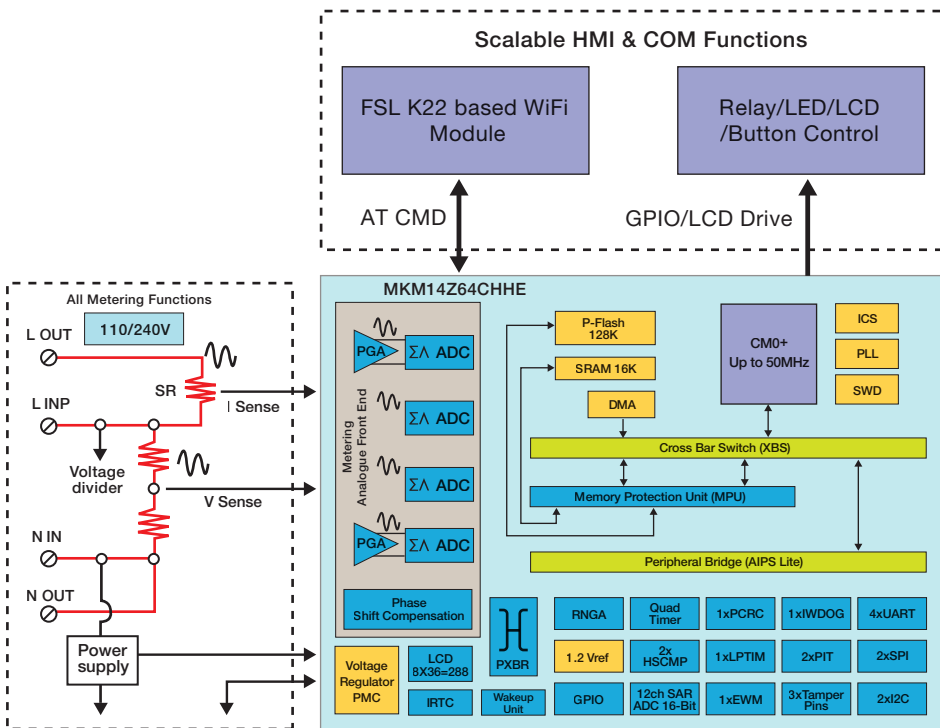 Scalable HMI & COM Functions
FSL K22 based WiFi
Module
Relay/LED/LCD
/Button Control
AT CMD
GPIO/LCD Drive
All Metering Functions
110/240V
L OUT
SR
I Sense
L INP
Voltage
divider
V Sense
N IN
N OUT
Power
supply
MKM14Z64CHHE
Metering
Analogue Front End
PGA
ΣΛ ADC
ΣΛ ADC
ΣΛ ADC
PGA
ΣΛ ADC
Phase
Shift Compensation
P-Flash
128K
SRAM 16K
DMA
CM0+
Up to 50MHz
ICS
PLL
SWD
Cross Bar Switch (XBS)
Memory Protection Unit (MPU)
Peripheral Bridge (AIPS Lite)
Voltage
Regulator
PMC
LCD
8X36=288
IRTC
PXBR
Wakeup
Unit
RNGA
Quad
Timer
1xPCRC
1xIWDOG
4xUART
1.2 Vref
2x
HSCMP
1xLPTIM
2xPIT
2xSPI
GPIO
12ch SAR
ADC 16-Bit
1xEWM
3xTamper
Pins
2xI2C